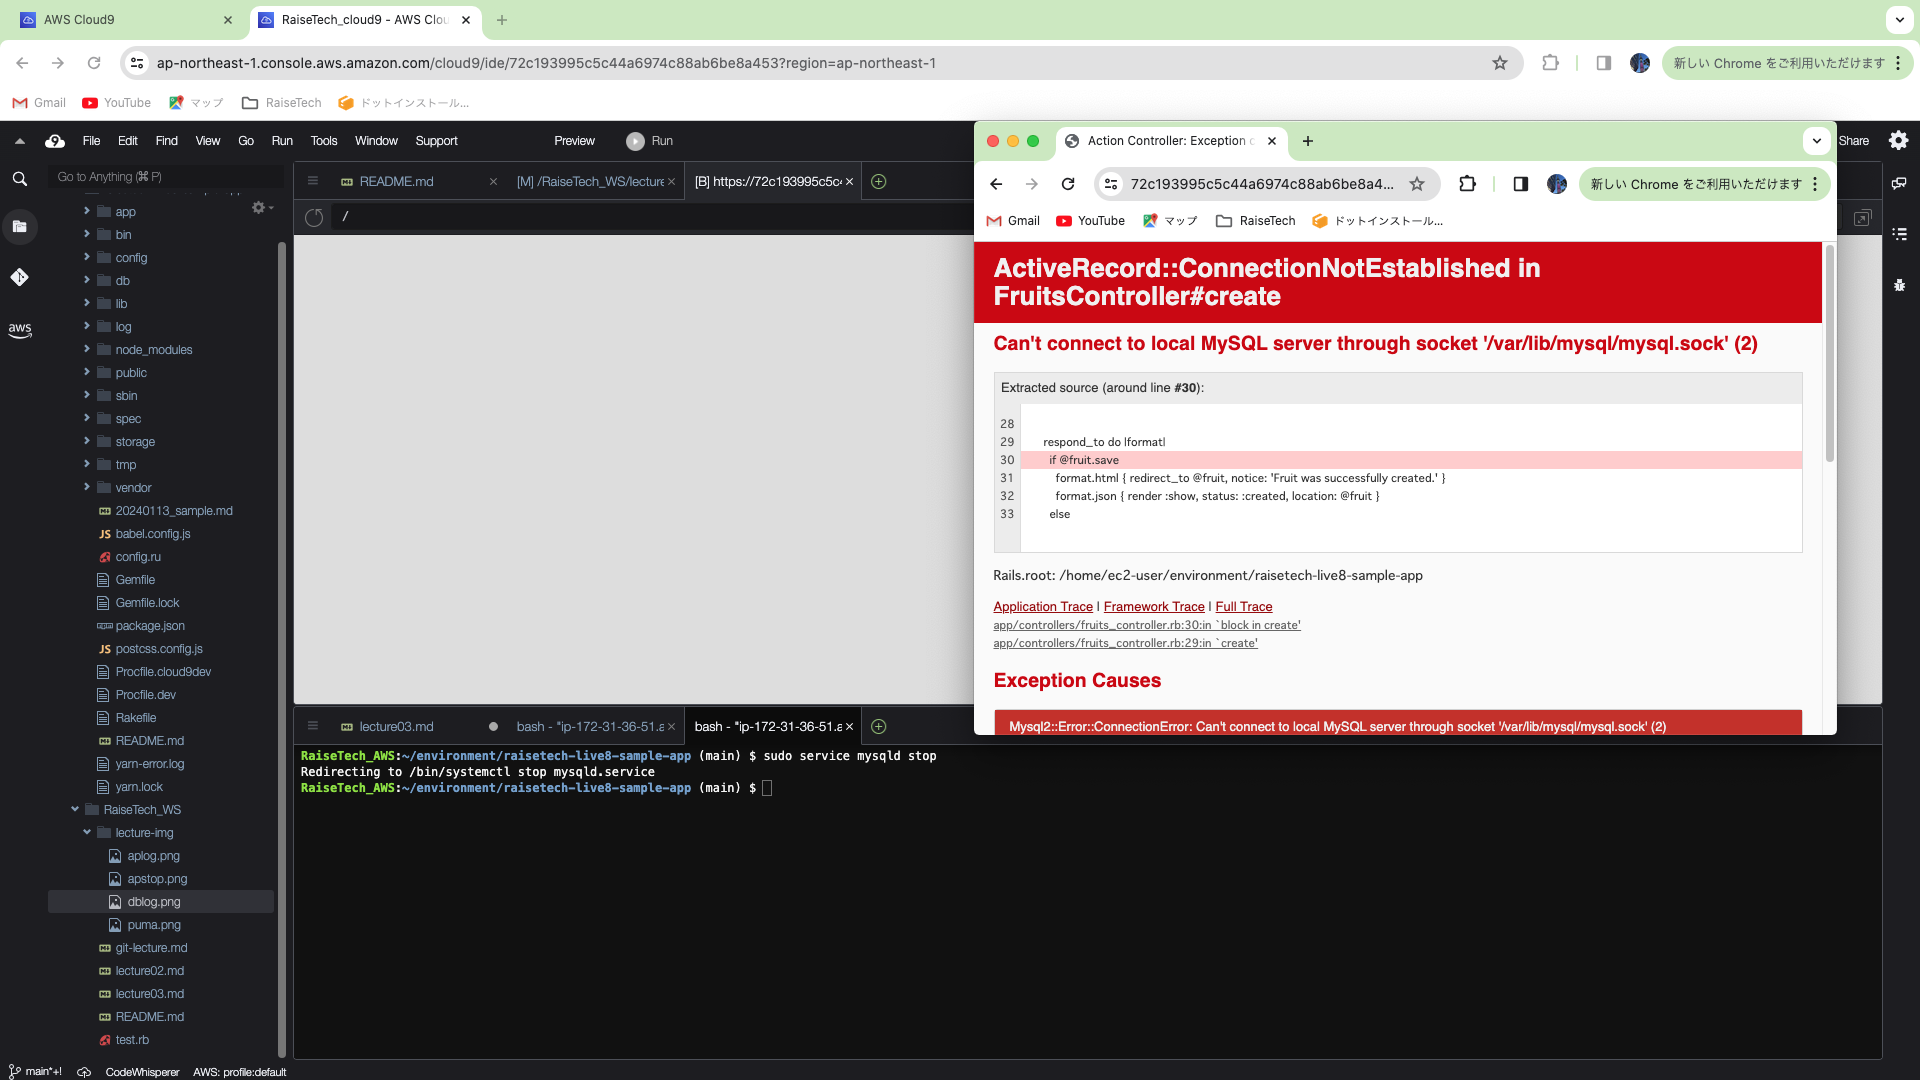 AWS Cloud9
RaiseTech_cloud9 - AWS Clou
ap-northeast-1.console.aws.amazon.com/cloud9/ide/72c193995c5c44a6974c88ab6be8a453?region=ap-northeast-1
新しい Chrome をご利用いただけます
Gmail
YouTube
マップ
RaiseTech
ドットインストール...
File Edit Find View Go Run Tools Window Support Preview Run
Share
Go to Anything (⌘ P)
app
bin
config
db
lib
log
node_modules
public
sbin
spec
storage
tmp
vendor
20240113_sample.md
babel.config.js
config.ru
Gemfile
Gemfile.lock
package.json
postcss.config.js
Procfile.cloud9dev
Procfile.dev
Rakefile
README.md
yarn-error.log
yarn.lock
RaiseTech_WS
lecture-img
aplog.png
apstop.png
dblog.png
puma.png
git-lecture.md
lecture02.md
lecture03.md
README.md
test.rb
aws
README.md
[M] /RaiseTech_WS/lecture
[B] https://72c193995c5c4
/
Action Controller: Exception c
72c193995c5c44a6974c88ab6be8a4...
新しい Chrome をご利用いただけます
Gmail
YouTube
マップ
RaiseTech
ドットインストール...
ActiveRecord::ConnectionNotEstablished in
FruitsController#create
Can't connect to local MySQL server through socket '/var/lib/mysql/mysql.sock' (2)
Extracted source (around line #30):
28
29 respond_to do |format|
30 if @fruit.save
31 format.html { redirect_to @fruit, notice: 'Fruit was successfully created.' }
32 format.json { render :show, status: :created, location: @fruit }
33 else
Rails.root: /home/ec2-user/environment/raisetech-live8-sample-app
Application Trace | Framework Trace | Full Trace
app/controllers/fruits_controller.rb:30:in `block in create'
app/controllers/fruits_controller.rb:29:in `create'
Exception Causes
Mysql2::Error::ConnectionError: Can't connect to local MySQL server through socket '/var/lib/mysql/mysql.sock' (2)
lecture03.md
bash - "ip-172-31-36-51.a
bash - "ip-172-31-36-51.a
RaiseTech_AWS:~/environment/raisetech-live8-sample-app (main) $ sudo service mysqld stop
Redirecting to /bin/systemctl stop mysqld.service
RaiseTech_AWS:~/environment/raisetech-live8-sample-app (main) $
main*+!
CodeWhisperer
AWS: profile:default